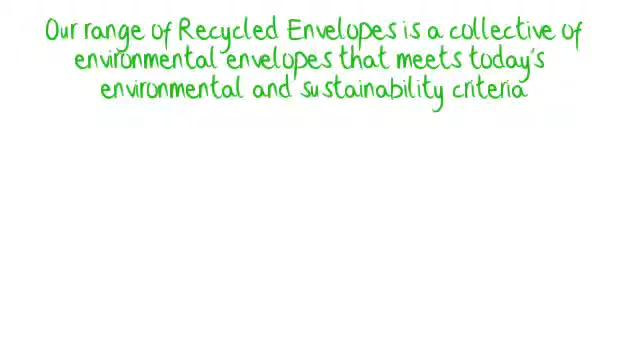 Our range of Recycled Envelopes is a collective of
environmental envelopes that meets today's
environmental and sustainability criteria